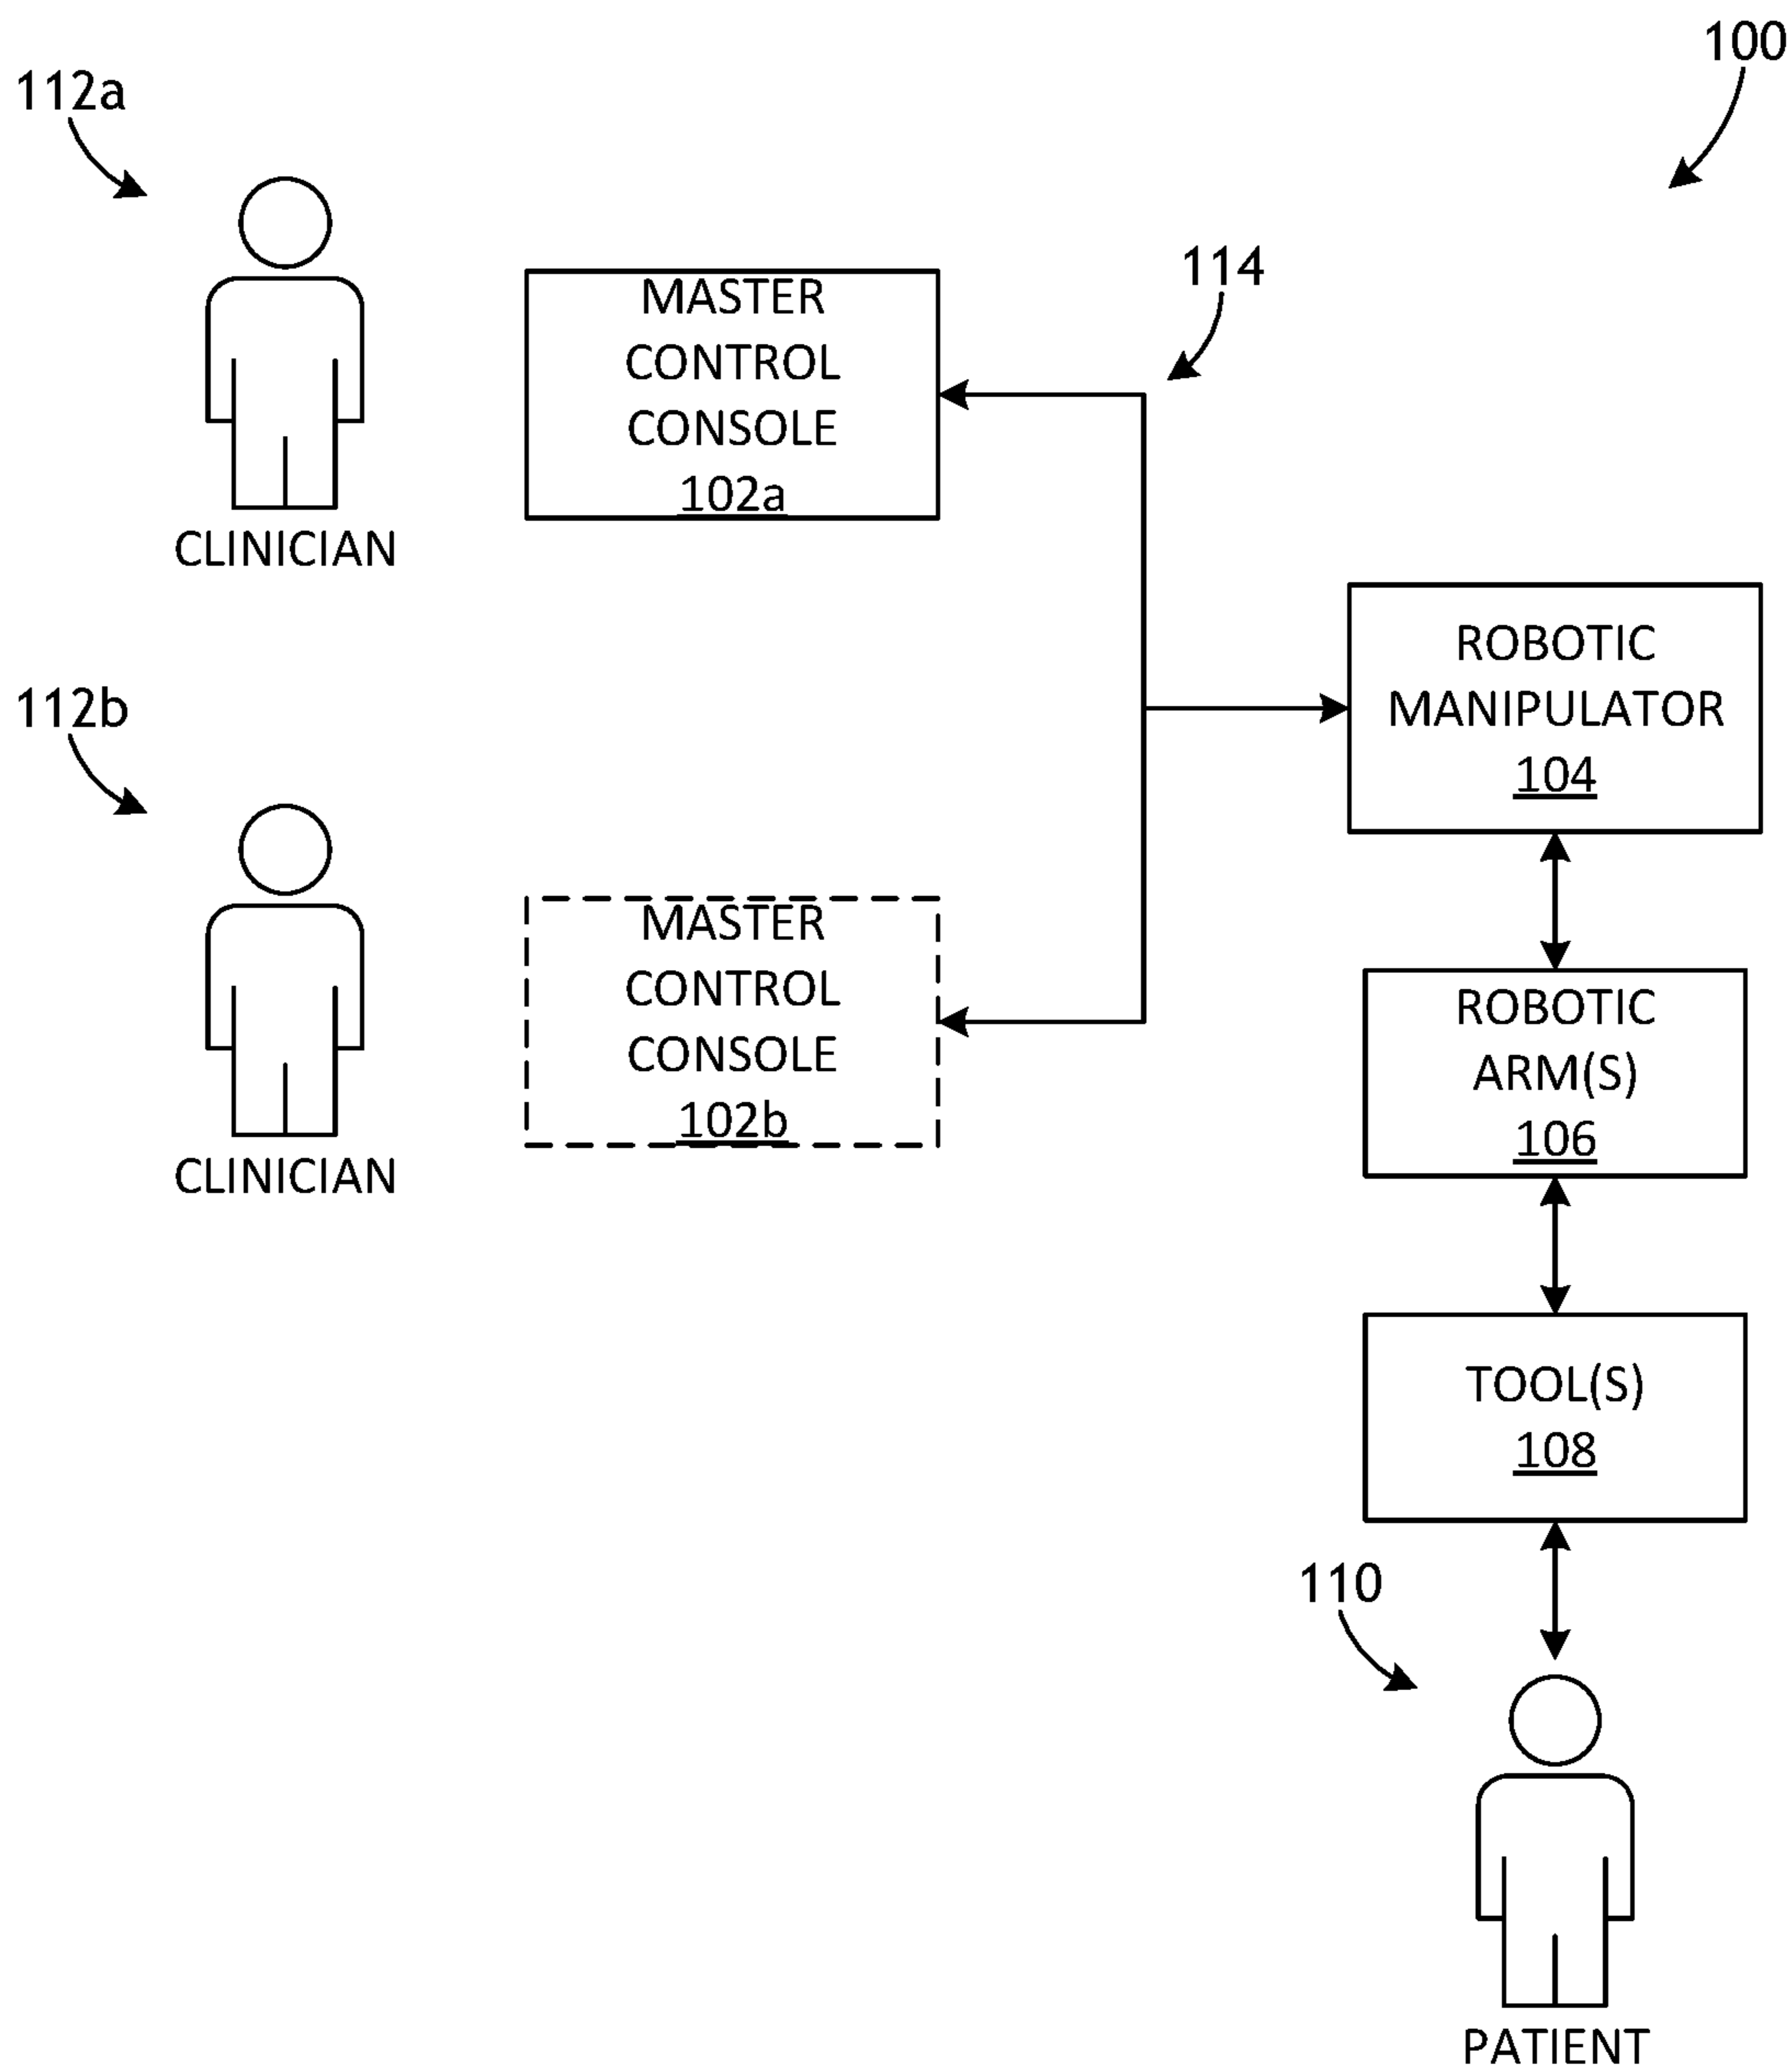 100
112a
MASTER
CONTROL
CONSOLE
102a
114
CLINICIAN
ROBOTIC
MANIPULATOR
104
112b
MASTER
CONTROL
CONSOLE
102b
CLINICIAN
ROBOTIC
ARM(S)
106
TOOL(S)
108
110
PATIENT